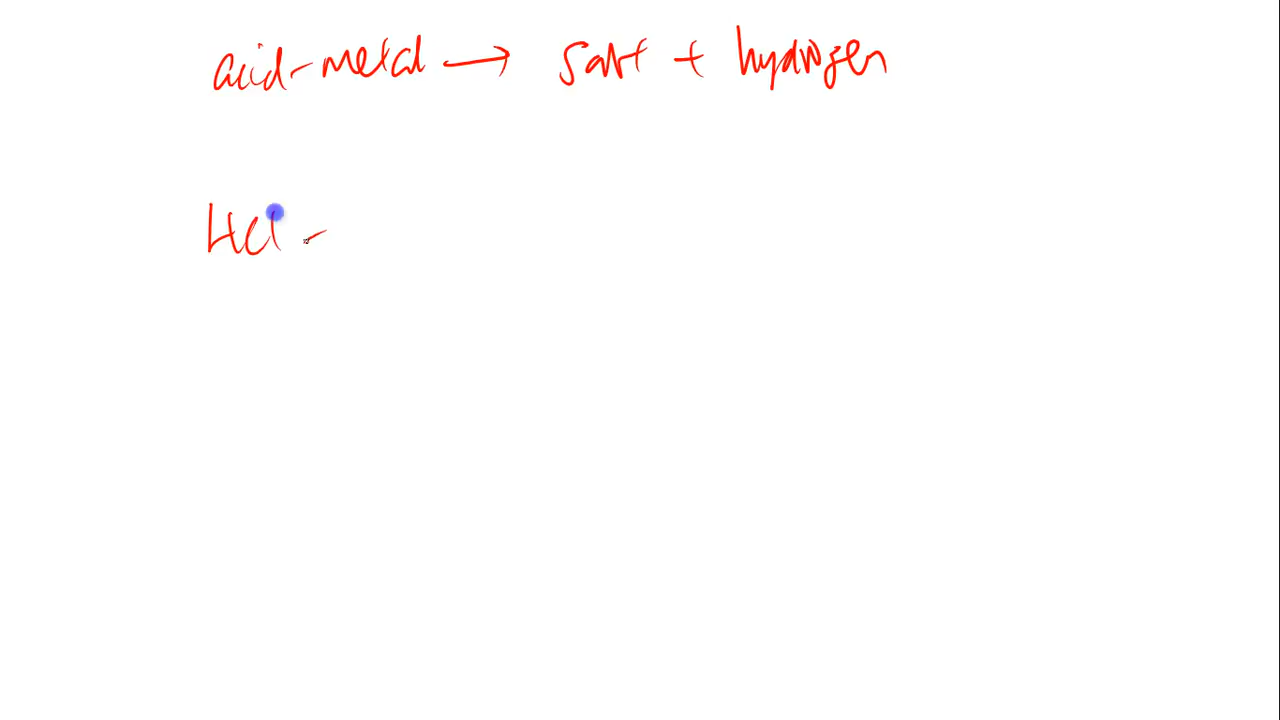 acid-metal → salt + hydrogen
HCl -